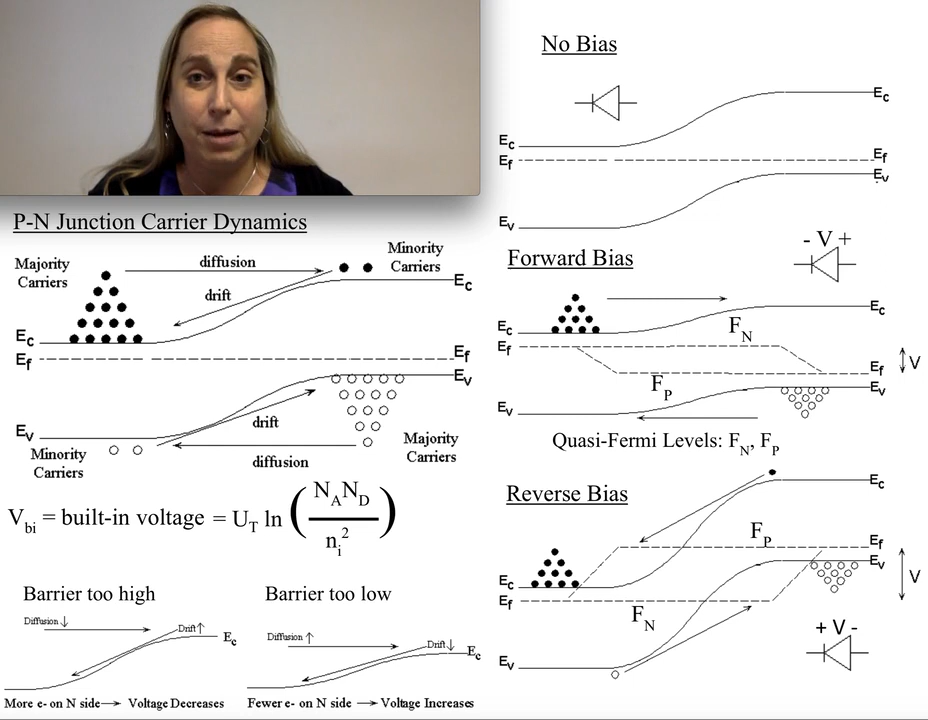 P-N Junction Carrier Dynamics
Majority
Carriers
diffusion
drift
Minority
Carriers
Ec
Ec
Ef
Ef
Ev
Ev
drift
Minority
Carriers
diffusion
Majority
Carriers
Vbi = built-in voltage = UT ln ( NAND / ni² )
Barrier too high
Diffusion ↓
Drift ↑
Ec
More e- on N side → Voltage Decreases
Barrier too low
Diffusion ↑
Drift ↓
Ec
Fewer e- on N side → Voltage Increases
No Bias
Ec
Ec
Ef
Ef
Ev
Ev
Forward Bias
- V +
Ec
Ec
FN
Ef
Ef
V
FP
Ev
Ev
Quasi-Fermi Levels: FN, FP
Reverse Bias
Ec
FP
Ef
Ev
V
Ec
Ef
FN
+ V -
Ev